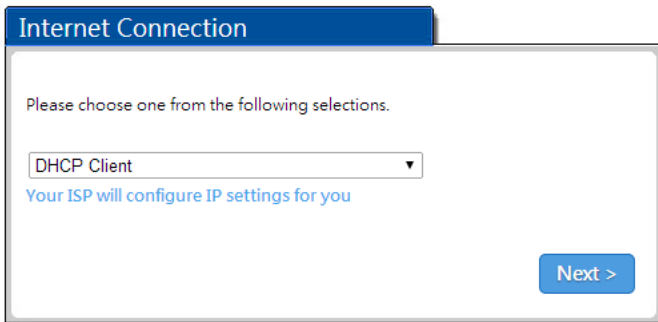 Internet Connection
Please choose one from the following selections.
DHCP Client
Your ISP will configure IP settings for you
Next >